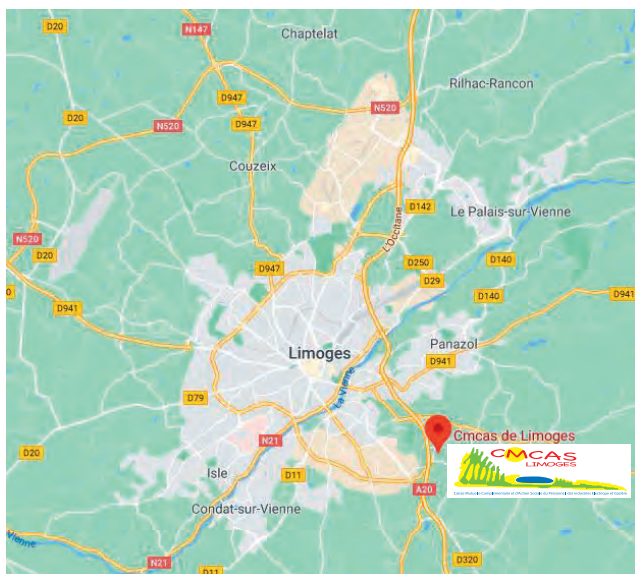 D20
N147
Chaptelat
D947
Rilhac-Rancon
N520
D20
D947
N520
Couzeix
D142
Le Palais-sur-Vienne
L'Occitane
N520
D20
D947
D250
D140
D29
D140
D941
D941
Panazol
Limoges
D941
La Vienne
D79
Cmcas de Limoges
N21
D20
CMCAS
LIMOGES
Isle
D11
A20
Condat-sur-Vienne
Vienne
N21
D320
D11